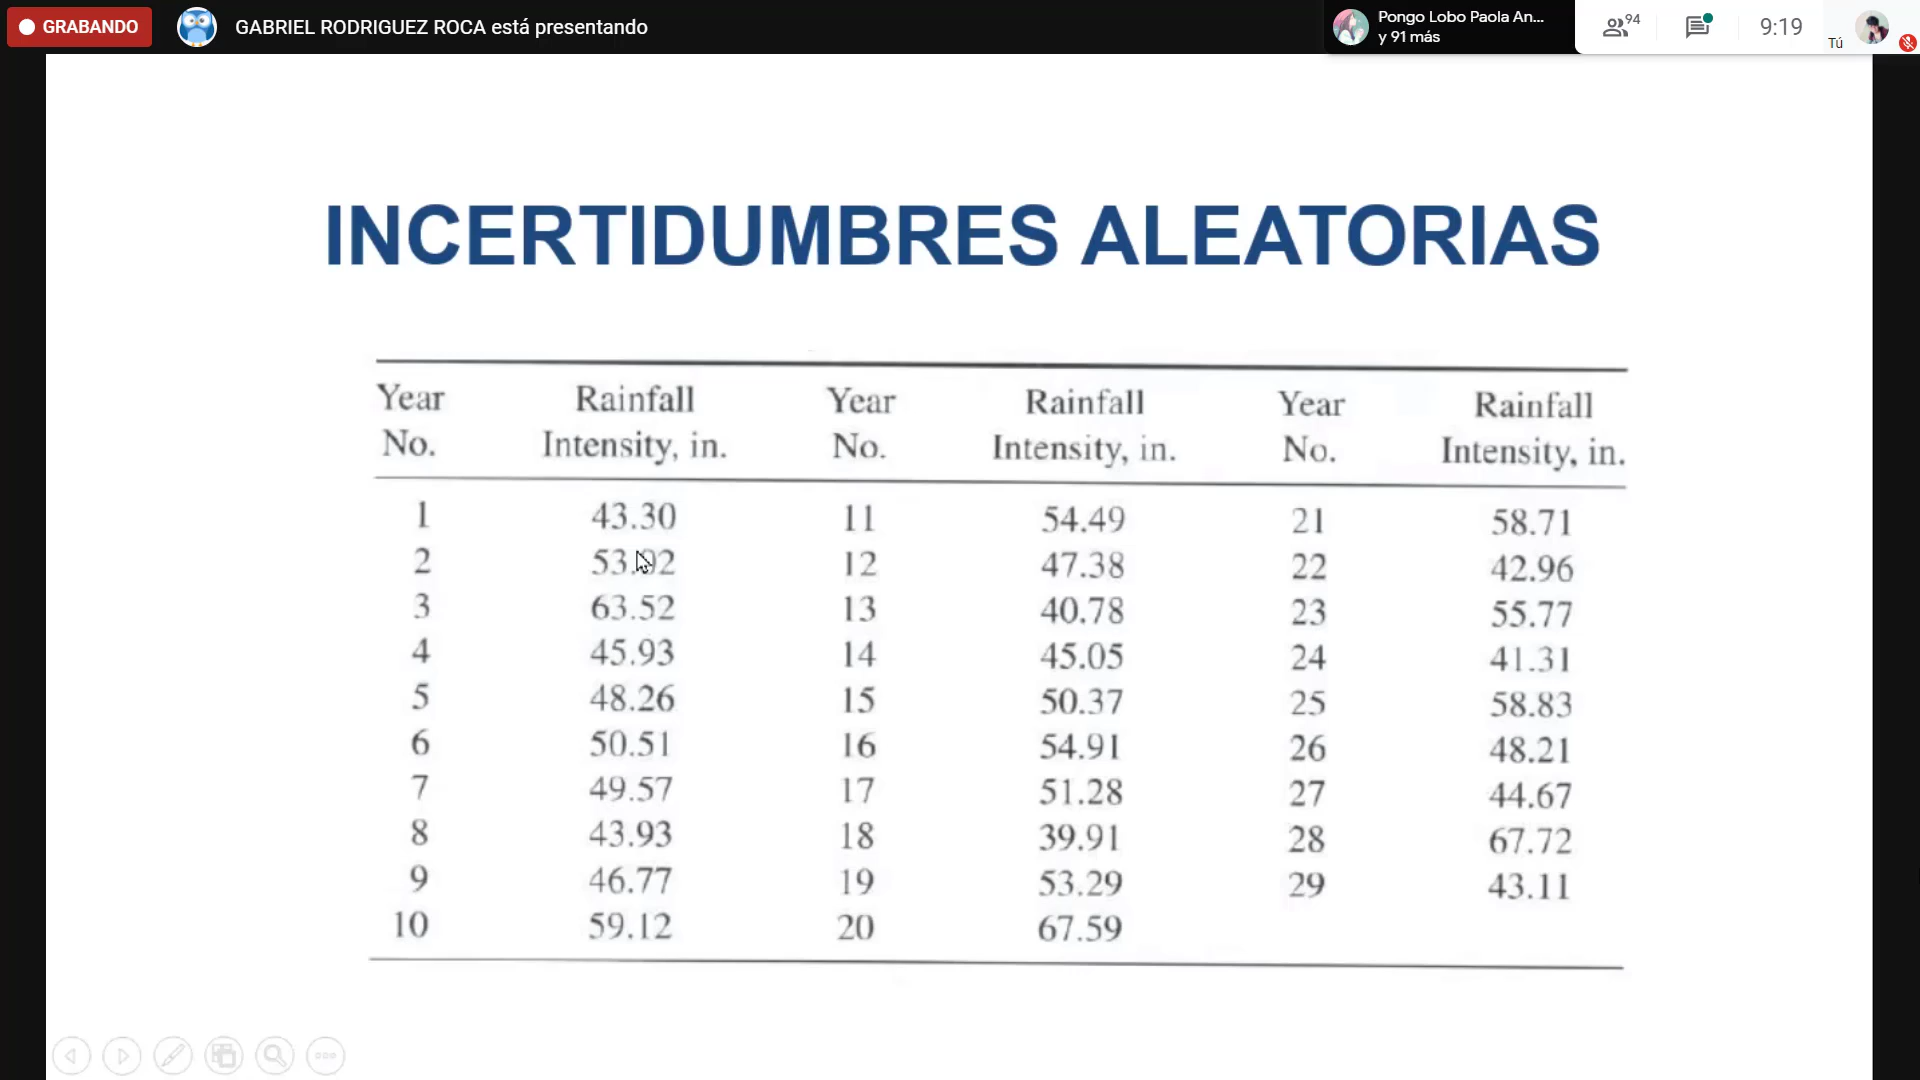 GRABANDO
GABRIEL RODRIGUEZ ROCA está presentando
Pongo Lobo Paola An...
y 91 más
94
9:19
Tú
INCERTIDUMBRES ALEATORIAS
Year Rainfall Year Rainfall Year Rainfall
No. Intensity, in. No. Intensity, in. No. Intensity, in.
1 43.30 11 54.49 21 58.71
2 12 47.38 22 42.96
3 63.52 13 40.78 23 55.77
4 45.93 14 45.05 24 41.31
5 48.26 15 50.37 25 58.83
6 50.51 16 54.91 26 48.21
7 49.57 17 51.28 27 44.67
8 43.93 18 39.91 28 67.72
9 46.77 19 53.29 29 43.11
10 59.12 20 67.59